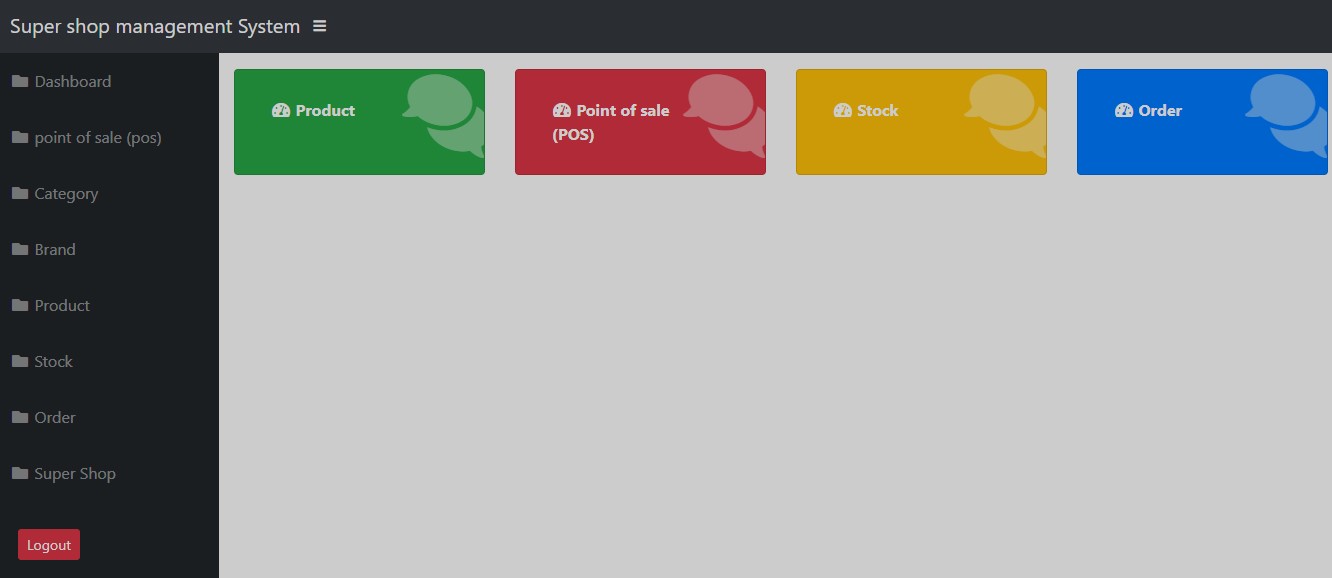 Super shop management System
Dashboard
point of sale (pos)
Category
Brand
Product
Stock
Order
Super Shop
Logout
Product
Point of sale
(POS)
Stock
Order